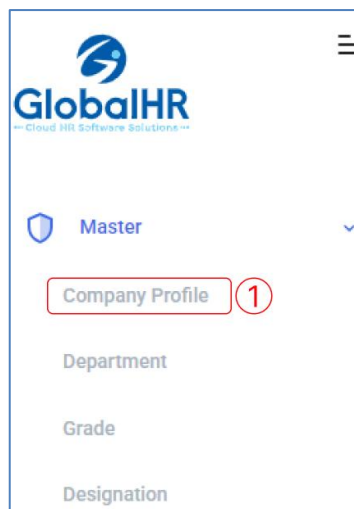 GlobalHR
Cloud HR Software Solutions
Master
Company Profile 1
Department
Grade
Designation